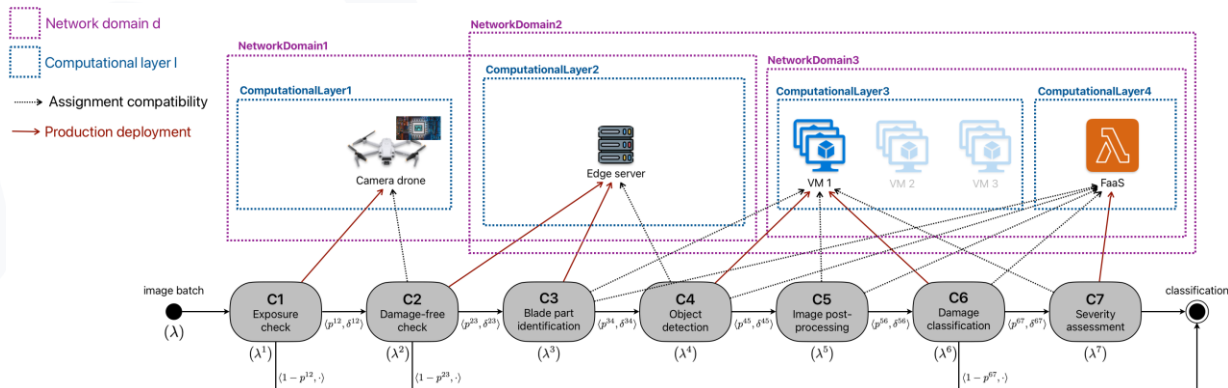 Network domain d
Computational layer l
Assignment compatibility
Production deployment
NetworkDomain1
NetworkDomain2
NetworkDomain3
ComputationalLayer1
ComputationalLayer2
ComputationalLayer3
ComputationalLayer4
Camera drone
Edge server
VM 1
VM 2
VM 3
FaaS
image batch
(λ)
C1
Exposure
check
(λ¹)
⟨p¹², δ¹²⟩
⟨1 − p¹², ·⟩
C2
Damage-free
check
(λ²)
⟨p²³, δ²³⟩
⟨1 − p²³, ·⟩
C3
Blade part
identification
(λ³)
⟨p³⁴, δ³⁴⟩
C4
Object
detection
(λ⁴)
⟨p⁴⁵, δ⁴⁵⟩
C5
Image post-
processing
(λ⁵)
⟨p⁵⁶, δ⁵⁶⟩
C6
Damage
classification
(λ⁶)
⟨p⁶⁷, δ⁶⁷⟩
⟨1 − p⁶⁷, ·⟩
C7
Severity
assessment
(λ⁷)
classification